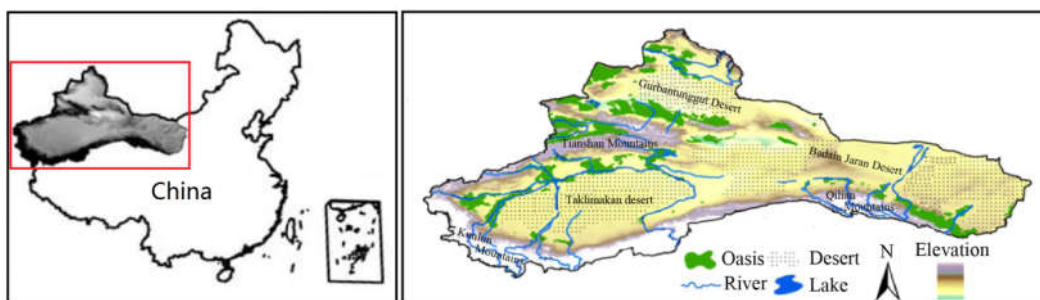 China
Gurbantunggut Desert
Tianshan Mountains
Badain Jaran Desert
Taklimakan desert
Qilian
Mountains
Kunlun
Mountains
N
Elevation
Oasis
Desert
River
Lake